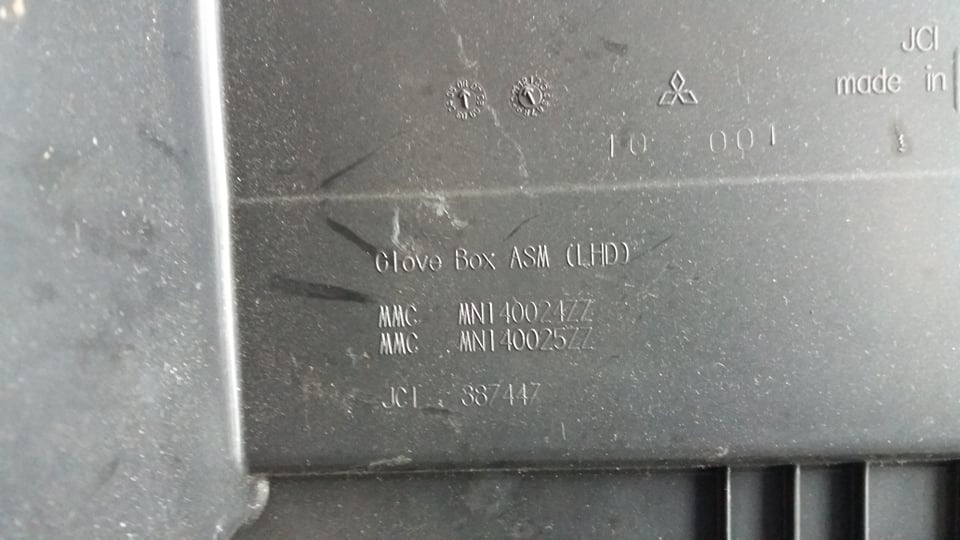 JCI
made in
10 001
Glove Box ASM (LHD)
MMC MN140024ZZ
MMC MN140025ZZ
JCI 387447